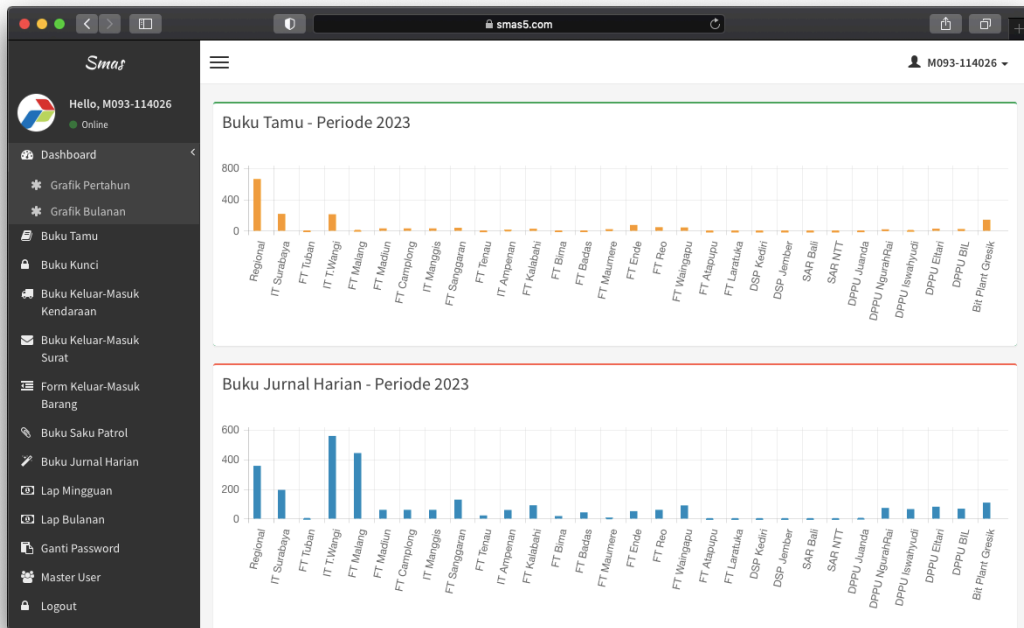 smas5.com
Smas
M093-114026
Hello, M093-114026
Online
Dashboard
Grafik Pertahun
Grafik Bulanan
Buku Tamu
Buku Kunci
Buku Keluar-Masuk
Kendaraan
Buku Keluar-Masuk
Surat
Form Keluar-Masuk
Barang
Buku Saku Patrol
Buku Jurnal Harian
Lap Mingguan
Lap Bulanan
Ganti Password
Master User
Logout
Buku Tamu - Periode 2023
800
400
0
Regional
IT Surabaya
FT Tuban
IT T.Wangi
FT Malang
FT Madiun
FT Camplong
IT Manggis
FT Sanggaran
FT Tenau
IT Ampenan
FT Kalabahi
FT Bima
FT Badas
FT Maumere
FT Ende
FT Reo
FT Waingapu
FT Atapupu
FT Laratuka
DSP Kediri
DSP Jember
SAR Bali
SAR NTT
DPPU Juanda
DPPU NgurahRai
DPPU Iswahyudi
DPPU Eltari
DPPU BIL
Bit Plant Gresik
Buku Jurnal Harian - Periode 2023
600
400
200
0
Regional
IT Surabaya
FT Tuban
IT T.Wangi
FT Malang
FT Madiun
FT Camplong
IT Manggis
FT Sanggaran
FT Tenau
IT Ampenan
FT Kalabahi
FT Bima
FT Badas
FT Maumere
FT Ende
FT Reo
FT Waingapu
FT Atapupu
FT Laratuka
DSP Kediri
DSP Jember
SAR Bali
SAR NTT
DPPU Juanda
DPPU NgurahRai
DPPU Iswahyudi
DPPU Eltari
DPPU BIL
Bit Plant Gresik